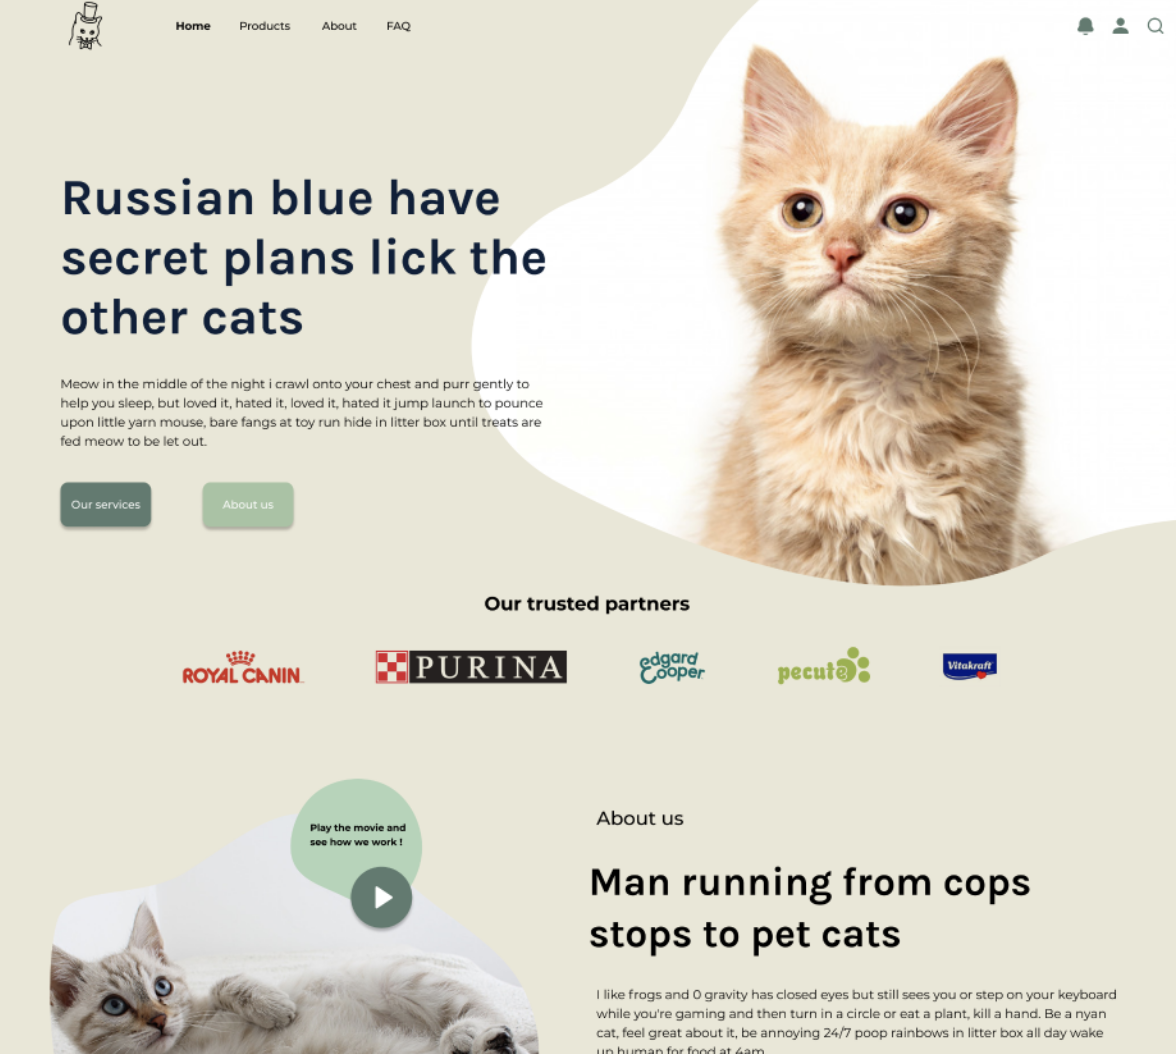 Home Products About FAQ
Russian blue have
secret plans lick the
other cats
Meow in the middle of the night i crawl onto your chest and purr gently to
help you sleep, but loved it, hated it, loved it, hated it jump launch to pounce
upon little yarn mouse, bare fangs at toy run hide in litter box until treats are
fed meow to be let out.
Our services About us
Our trusted partners
ROYAL CANIN PURINA edgard cooper pecute Vitakraft
Play the movie and
see how we work !
About us
Man running from cops
stops to pet cats
I like frogs and 0 gravity has closed eyes but still sees you or step on your keyboard
while you're gaming and then turn in a circle or eat a plant, kill a hand. Be a nyan
cat, feel great about it, be annoying 24/7 poop rainbows in litter box all day wake
up human for food at 4am.